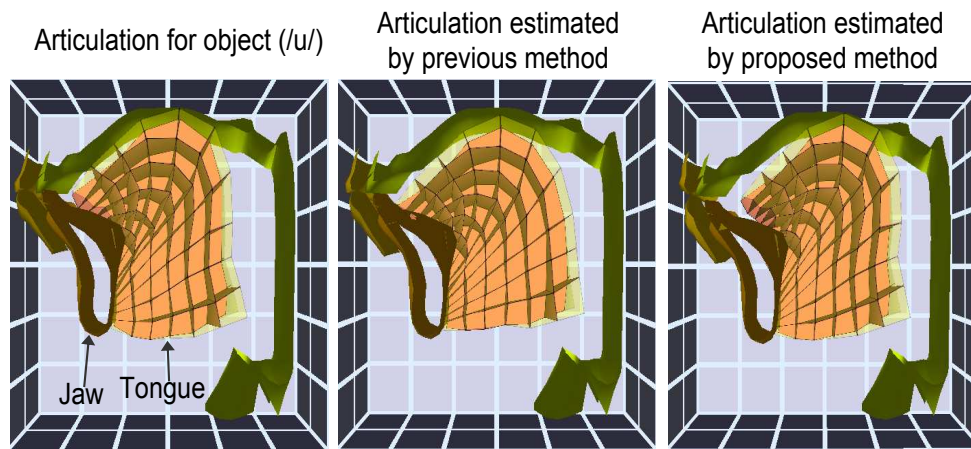 Articulation for object (/u/)
Articulation estimated
by previous method
Articulation estimated
by proposed method
Jaw
Tongue